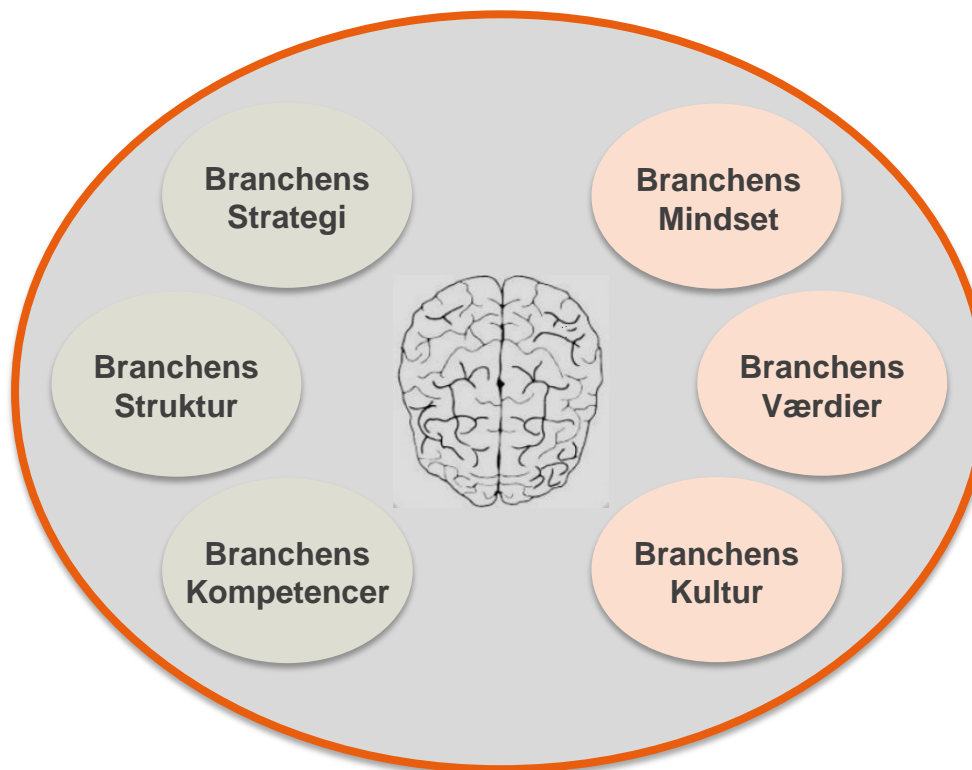 Branchens
Strategi
Branchens
Mindset
Branchens
Struktur
Branchens
Værdier
Branchens
Kompetencer
Branchens
Kultur